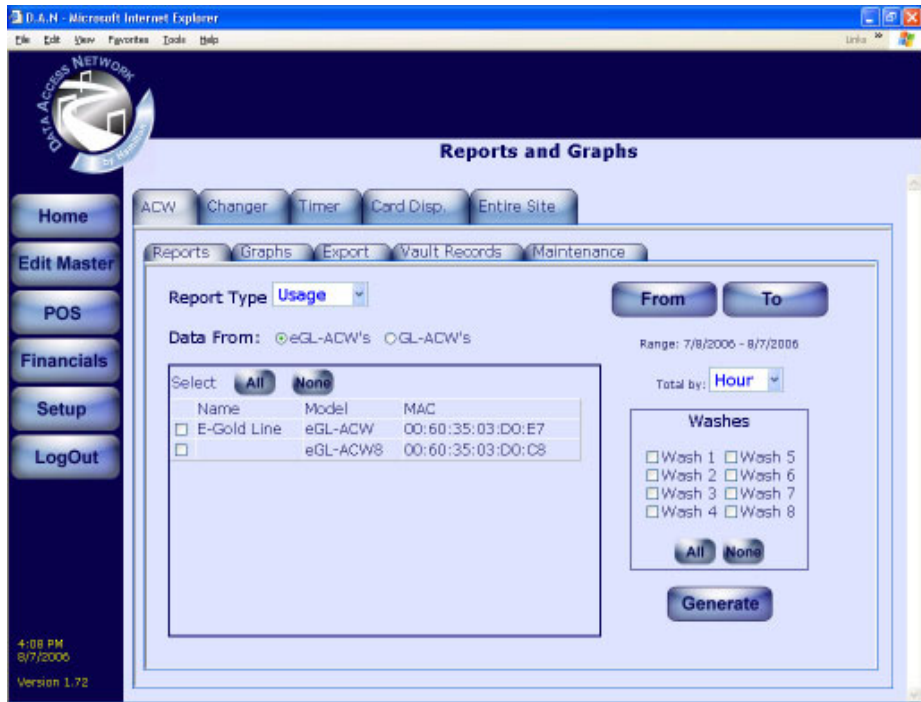 D.A.N - Microsoft Internet Explorer
File Edit View Favorites Tools Help
Links »
DATA ACCESS NETWORK
by Hamilton
Reports and Graphs
Home
Edit Master
POS
Financials
Setup
LogOut
ACW Changer Timer Card Disp. Entire Site
Reports Graphs Export Vault Records Maintenance
Report Type Usage
From To
Data From: eGL-ACW's GL-ACW's
Range: 7/8/2006 - 8/7/2006
Total by: Hour
Select All None
Name Model MAC
E-Gold Line eGL-ACW 00:60:35:03:D0:E7
eGL-ACW8 00:60:35:03:D0:C8
Washes
Wash 1 Wash 5
Wash 2 Wash 6
Wash 3 Wash 7
Wash 4 Wash 8
All None
Generate
4:08 PM
8/7/2006
Version 1.72